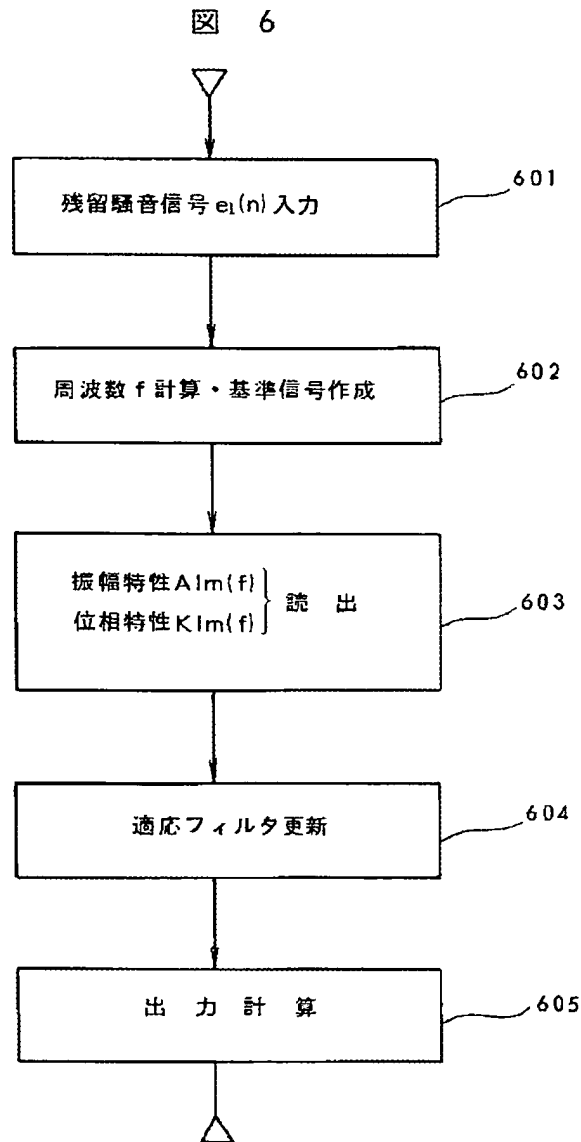 図 6
残留騒音信号 el(n) 入力
601
周波数 f 計算・基準信号作成
602
振幅特性 Alm(f)
位相特性 Klm(f)
読 出
603
適応フィルタ更新
604
出 力 計 算
605